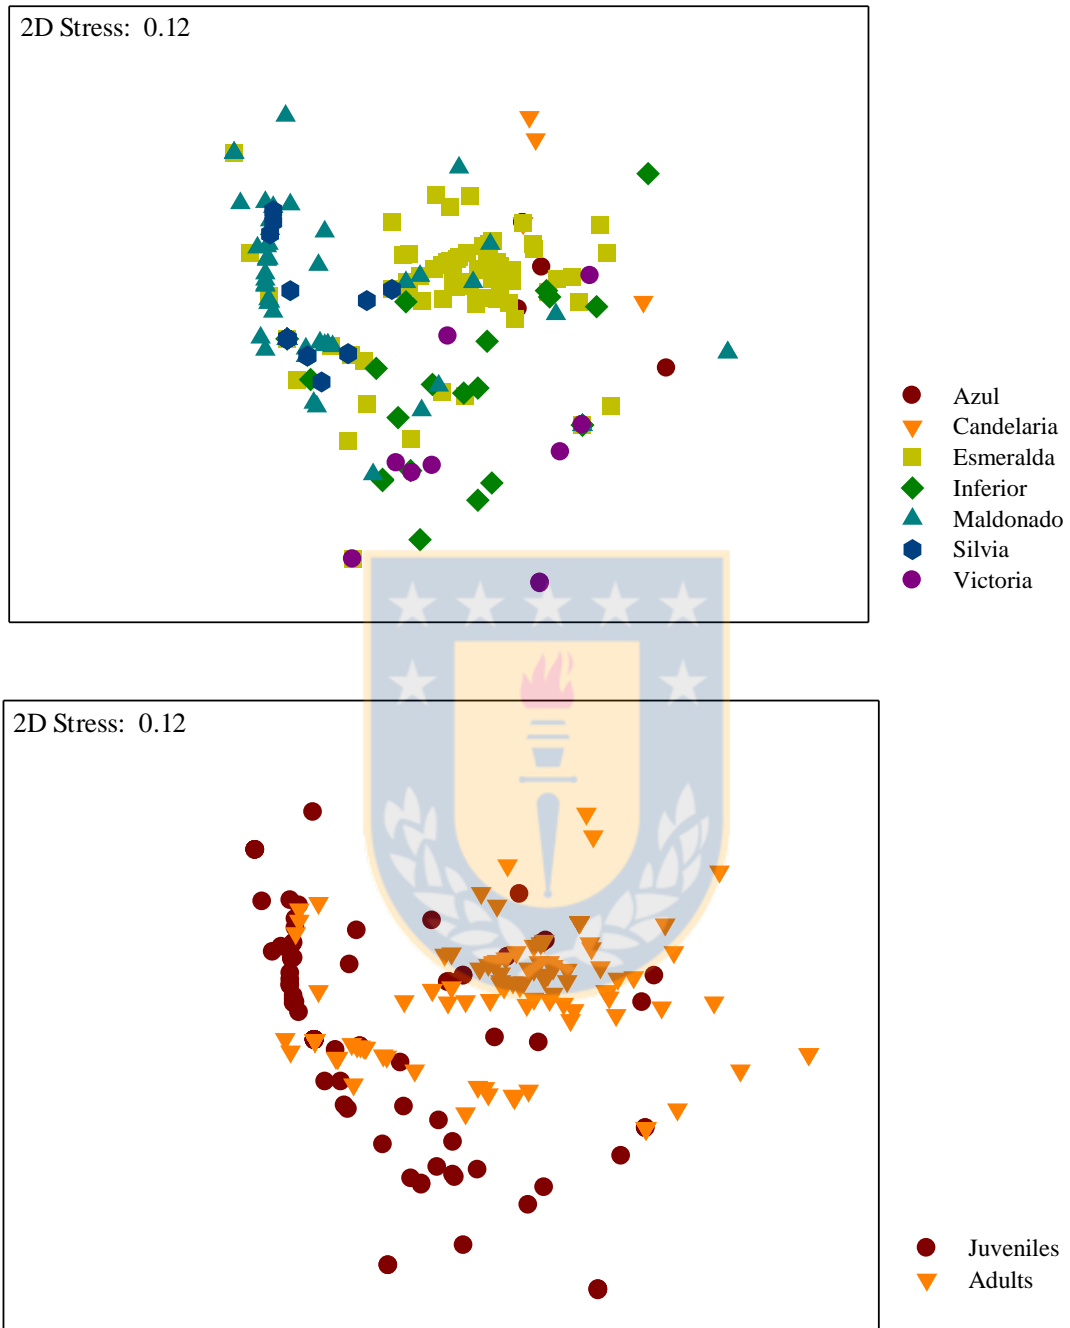 2D Stress: 0.12
Azul
Candelaria
Esmeralda
Inferior
Maldonado
Silvia
Victoria
2D Stress: 0.12
Juveniles
Adults